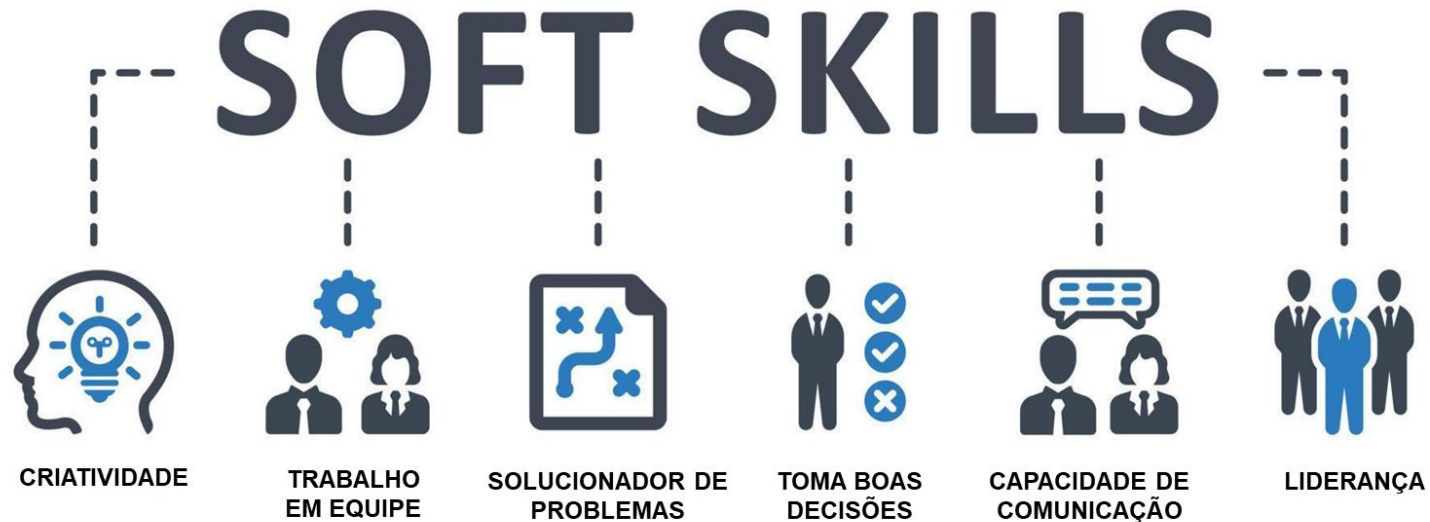 SOFT SKILLS
CRIATIVIDADE
TRABALHO
EM EQUIPE
SOLUCIONADOR DE
PROBLEMAS
TOMA BOAS
DECISÕES
CAPACIDADE DE
COMUNICAÇÃO
LIDERANÇA